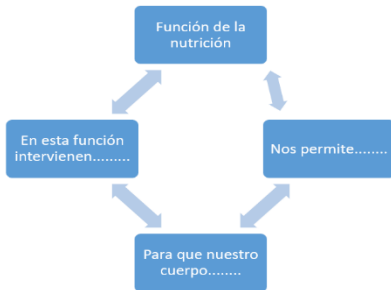 Función de la
nutrición
En esta función
intervienen.........
Nos permite........
Para que nuestro
cuerpo........